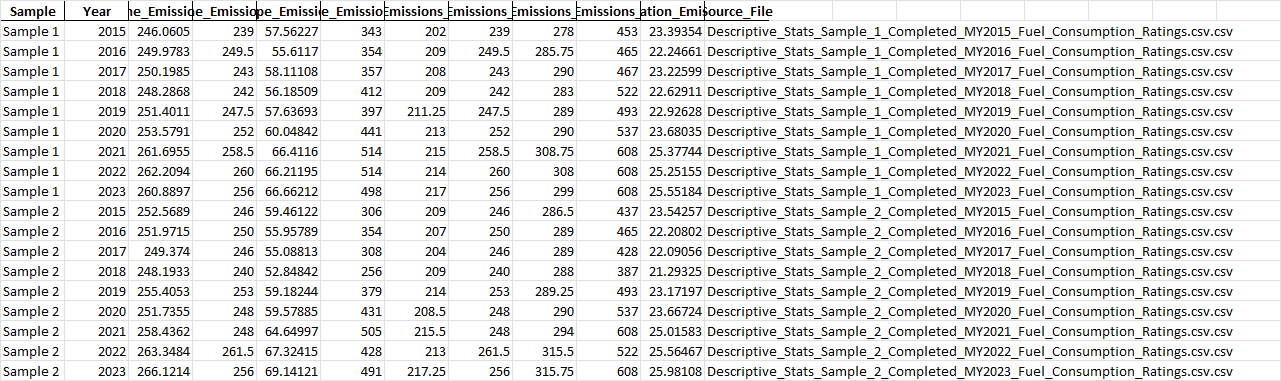 Sample Year ne_Emissio e_Emissio pe_Emissio e_Emissio Emissions_ Emissions_ Emissions_ Emissions_ ation_Emis ource_File
Sample 1 2015 246.0605 239 57.56227 343 202 239 278 453 23.39354 Descriptive_Stats_Sample_1_Completed_MY2015_Fuel_Consumption_Ratings.csv.csv
Sample 1 2016 249.9783 249.5 55.6117 354 209 249.5 285.75 465 22.24661 Descriptive_Stats_Sample_1_Completed_MY2016_Fuel_Consumption_Ratings.csv.csv
Sample 1 2017 250.1985 243 58.11108 357 208 243 290 467 23.22599 Descriptive_Stats_Sample_1_Completed_MY2017_Fuel_Consumption_Ratings.csv.csv
Sample 1 2018 248.2868 242 56.18509 412 209 242 283 522 22.62911 Descriptive_Stats_Sample_1_Completed_MY2018_Fuel_Consumption_Ratings.csv.csv
Sample 1 2019 251.4011 247.5 57.63693 397 211.25 247.5 289 493 22.92628 Descriptive_Stats_Sample_1_Completed_MY2019_Fuel_Consumption_Ratings.csv.csv
Sample 1 2020 253.5791 252 60.04842 441 213 252 290 537 23.68035 Descriptive_Stats_Sample_1_Completed_MY2020_Fuel_Consumption_Ratings.csv.csv
Sample 1 2021 261.6955 258.5 66.4116 514 215 258.5 308.75 608 25.37744 Descriptive_Stats_Sample_1_Completed_MY2021_Fuel_Consumption_Ratings.csv.csv
Sample 1 2022 262.2094 260 66.21195 514 214 260 308 608 25.25155 Descriptive_Stats_Sample_1_Completed_MY2022_Fuel_Consumption_Ratings.csv.csv
Sample 1 2023 260.8897 256 66.66212 498 217 256 299 608 25.55184 Descriptive_Stats_Sample_1_Completed_MY2023_Fuel_Consumption_Ratings.csv.csv
Sample 2 2015 252.5689 246 59.46122 306 209 246 286.5 437 23.54257 Descriptive_Stats_Sample_2_Completed_MY2015_Fuel_Consumption_Ratings.csv.csv
Sample 2 2016 251.9715 250 55.95789 354 207 250 289 465 22.20802 Descriptive_Stats_Sample_2_Completed_MY2016_Fuel_Consumption_Ratings.csv.csv
Sample 2 2017 249.374 246 55.08813 308 204 246 289 428 22.09056 Descriptive_Stats_Sample_2_Completed_MY2017_Fuel_Consumption_Ratings.csv.csv
Sample 2 2018 248.1933 240 52.84842 256 209 240 288 387 21.29325 Descriptive_Stats_Sample_2_Completed_MY2018_Fuel_Consumption_Ratings.csv.csv
Sample 2 2019 255.4053 253 59.18244 379 214 253 289.25 493 23.17197 Descriptive_Stats_Sample_2_Completed_MY2019_Fuel_Consumption_Ratings.csv.csv
Sample 2 2020 251.7355 248 59.57885 431 208.5 248 290 537 23.66724 Descriptive_Stats_Sample_2_Completed_MY2020_Fuel_Consumption_Ratings.csv.csv
Sample 2 2021 258.4362 248 64.64997 505 215.5 248 294 608 25.01583 Descriptive_Stats_Sample_2_Completed_MY2021_Fuel_Consumption_Ratings.csv.csv
Sample 2 2022 263.3484 261.5 67.32415 428 213 261.5 315.5 522 25.56467 Descriptive_Stats_Sample_2_Completed_MY2022_Fuel_Consumption_Ratings.csv.csv
Sample 2 2023 266.1214 256 69.14121 491 217.25 256 315.75 608 25.98108 Descriptive_Stats_Sample_2_Completed_MY2023_Fuel_Consumption_Ratings.csv.csv